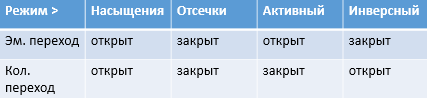 Режим > Насыщения Отсечки Активный Инверсный
Эм. переход открыт закрыт открыт закрыт
Кол. открыт закрыт закрыт открыт
переход